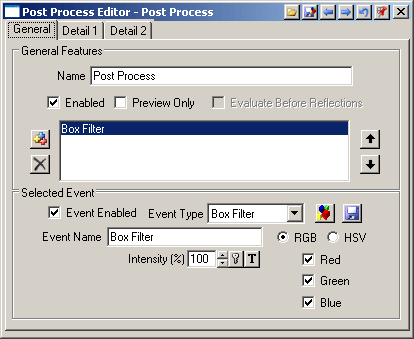 Post Process Editor - Post Process
General Detail 1 Detail 2
General Features
Name Post Process
Enabled Preview Only Evaluate Before Reflections
Box Filter
Selected Event
Event Enabled Event Type Box Filter
Event Name Box Filter RGB HSV
Intensity (%) 100 T Red
Green
Blue